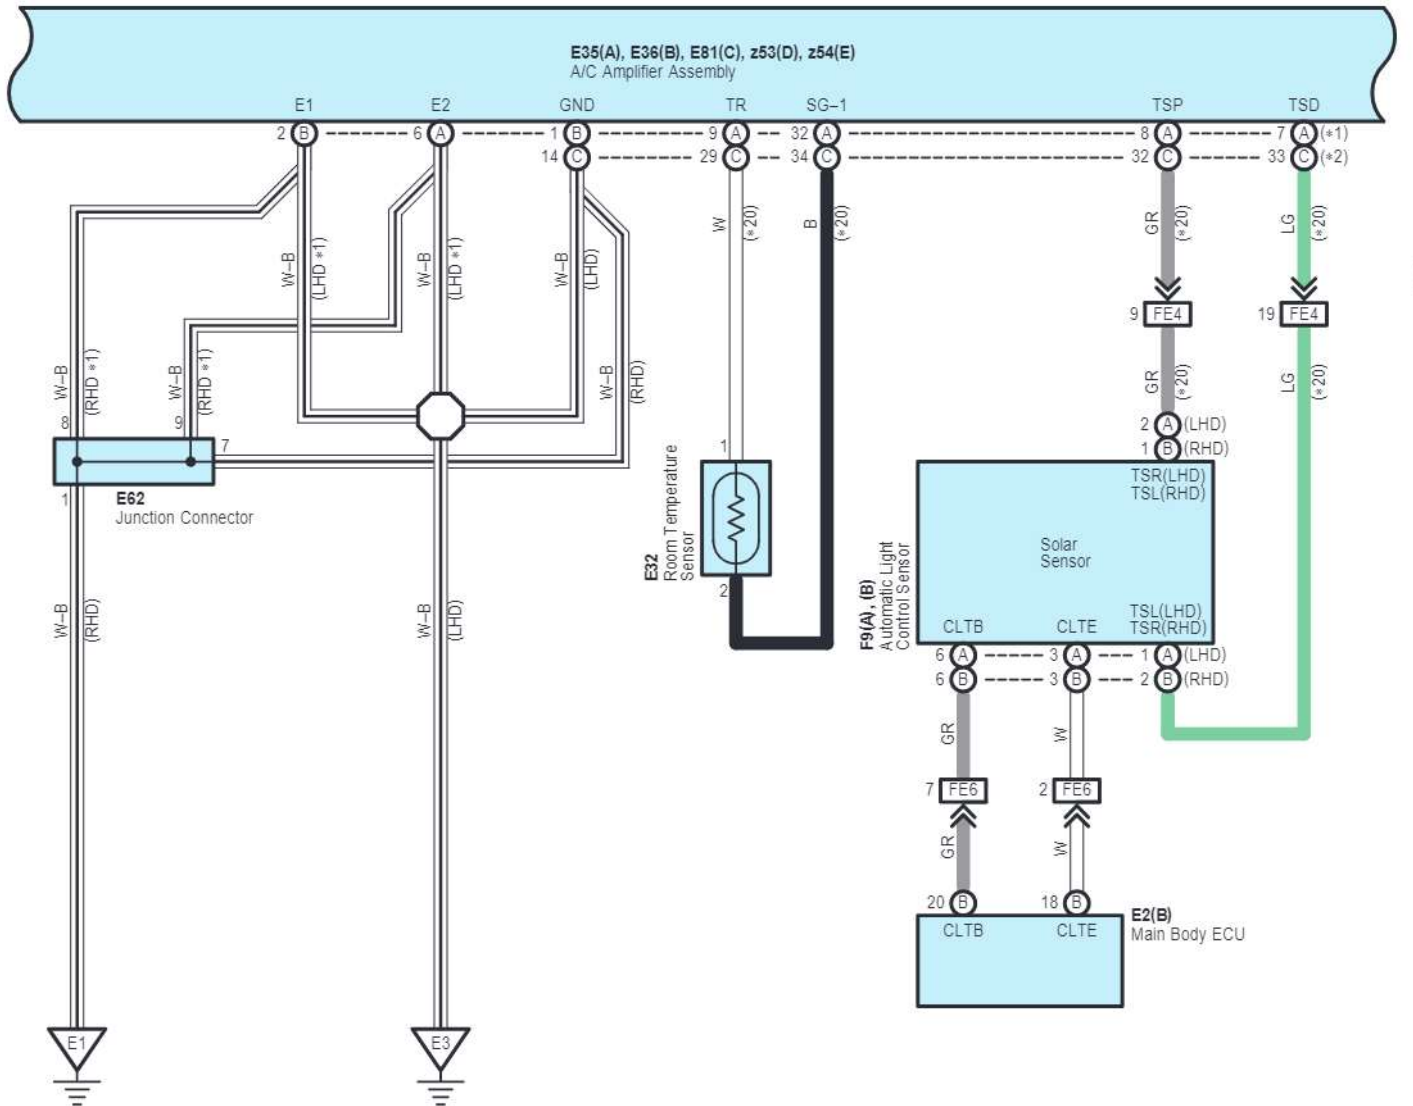 E35(A), E36(B), E81(C), z53(D), z54(E)
A/C Amplifier Assembly
E1 E2 GND TR SG–1 TSP TSD
2 B 6 A 1 B 9 A 32 A 8 A 7 A (∗1)
14 C 29 C 34 C 32 C 33 C (∗2)
W–B
(LHD ∗1)
W–B
(LHD ∗1)
W–B
(LHD)
W
(∗20)
B
(∗20)
GR
(∗20)
LG
(∗20)
9 FE4
19 FE4
W–B
(RHD ∗1)
W–B
(RHD ∗1)
W–B
(RHD)
GR
(∗20)
LG
(∗20)
8
9
7
1
E62
Junction Connector
1
2
E32
Room Temperature
Sensor
2 A (LHD)
1 B (RHD)
TSR(LHD)
TSL(RHD)
Solar
Sensor
F9(A), (B)
Automatic Light
Control Sensor
TSL(LHD)
CLTB CLTE TSR(RHD)
6 A 3 A 1 A (LHD)
6 B 3 B 2 B (RHD)
W–B
(RHD)
W–B
(LHD)
GR
W
7 FE6
2 FE6
GR
W
20 B 18 B
CLTB CLTE
E2(B)
Main Body ECU
E1
E3